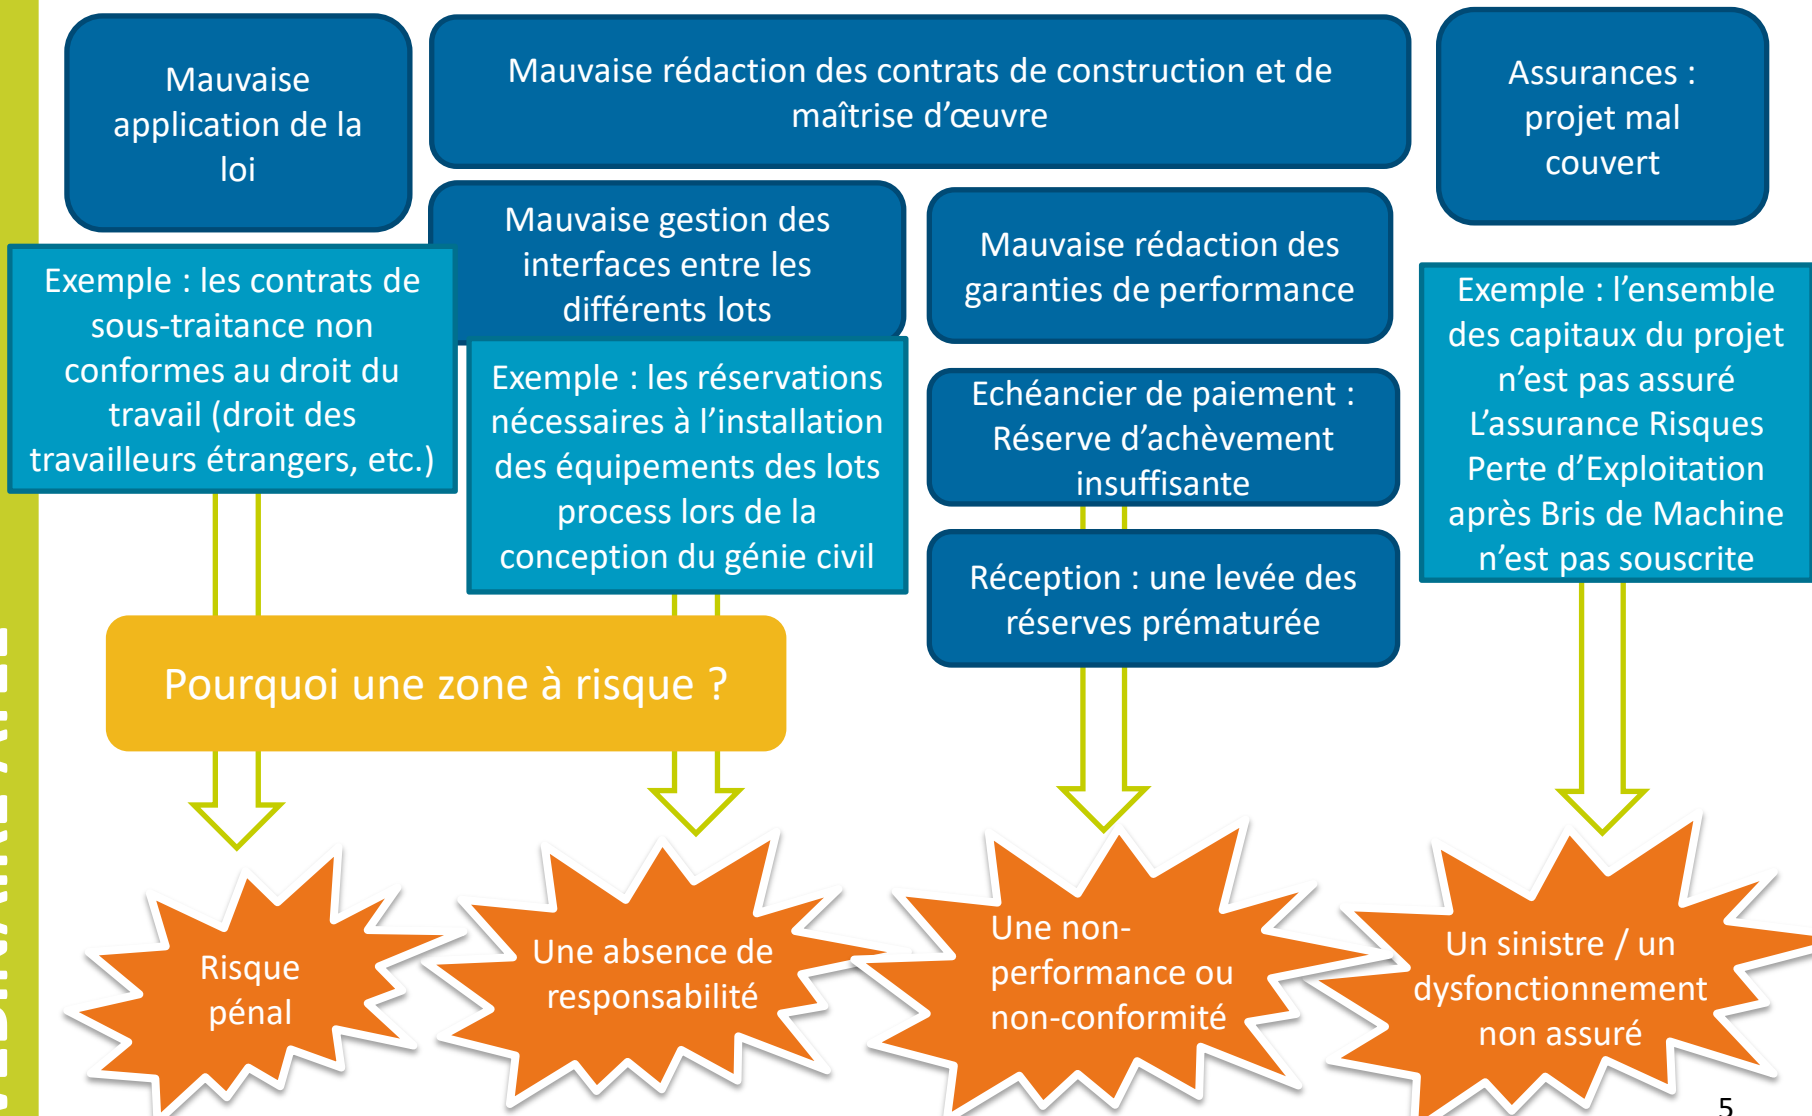 Mauvaise
application de la
loi
Mauvaise rédaction des contrats de construction et de
maîtrise d’œuvre
Assurances :
projet mal
couvert
Mauvaise gestion des
interfaces entre les
différents lots
Mauvaise rédaction des
garanties de performance
Exemple : les contrats de
sous-traitance non
conformes au droit du
travail (droit des
travailleurs étrangers, etc.)
Exemple : les réservations
nécessaires à l’installation
des équipements des lots
process lors de la
conception du génie civil
Echéancier de paiement :
Réserve d’achèvement
insuffisante
Réception : une levée des
réserves prématurée
Exemple : l’ensemble
des capitaux du projet
n’est pas assuré
L’assurance Risques
Perte d’Exploitation
après Bris de Machine
n’est pas souscrite
Pourquoi une zone à risque ?
Risque
pénal
Une absence de
responsabilité
Une non-
performance ou
non-conformité
Un sinistre / un
dysfonctionnement
non assuré
5